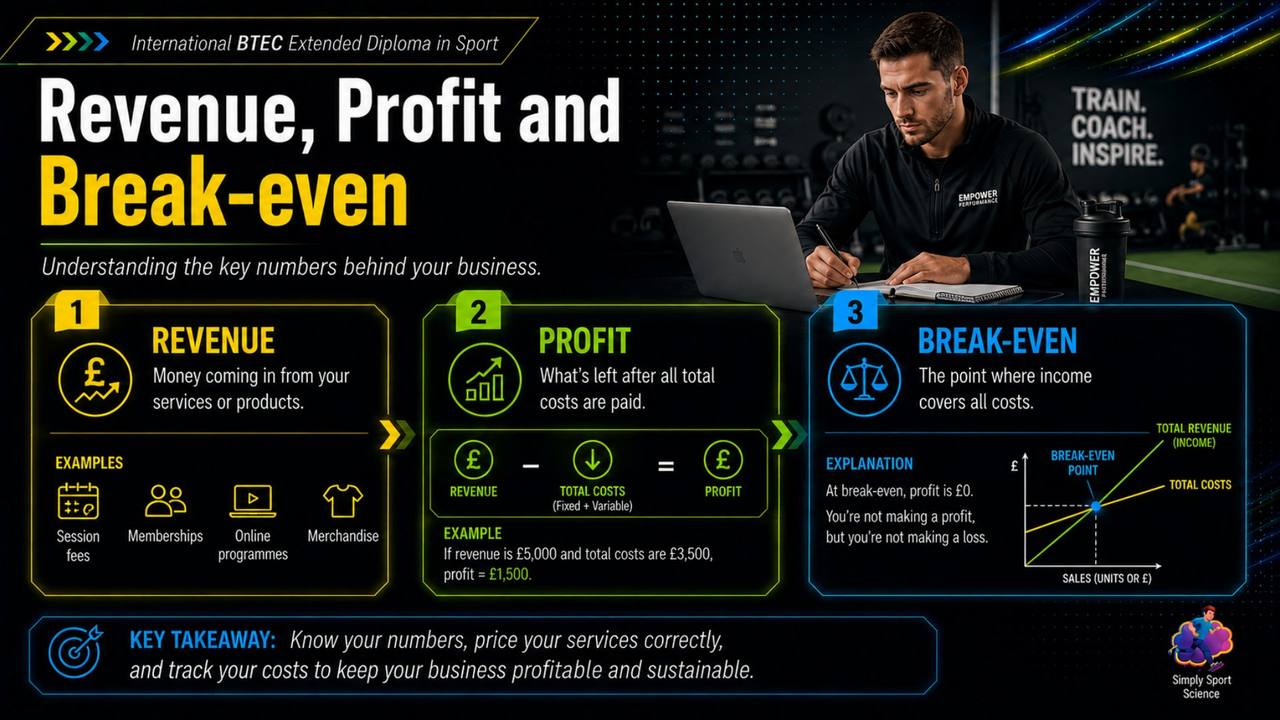 International BTEC Extended Diploma in Sport
Revenue, Profit and
Break-even
Understanding the key numbers behind your business.
TRAIN.
COACH.
INSPIRE.
EMPOWER
PERFORMANCE
EMPOWER
1
REVENUE
£
Money coming in from your
services or products.
EXAMPLES
Session
fees
Memberships
Online
programmes
Merchandise
2
PROFIT
What's left after all total
costs are paid.
£
–
=
£
REVENUE
TOTAL COSTS
(Fixed + Variable)
PROFIT
EXAMPLE
If revenue is £5,000 and total costs are £3,500,
profit = £1,500.
3
BREAK-EVEN
The point where income
covers all costs.
EXPLANATION
At break-even, profit is £0.
You're not making a profit,
but you're not making a loss.
£
BREAK-EVEN
POINT
TOTAL REVENUE
(INCOME)
TOTAL COSTS
SALES (UNITS OR £)
KEY TAKEAWAY: Know your numbers, price your services correctly,
and track your costs to keep your business profitable and sustainable.
Simply Sport
Science